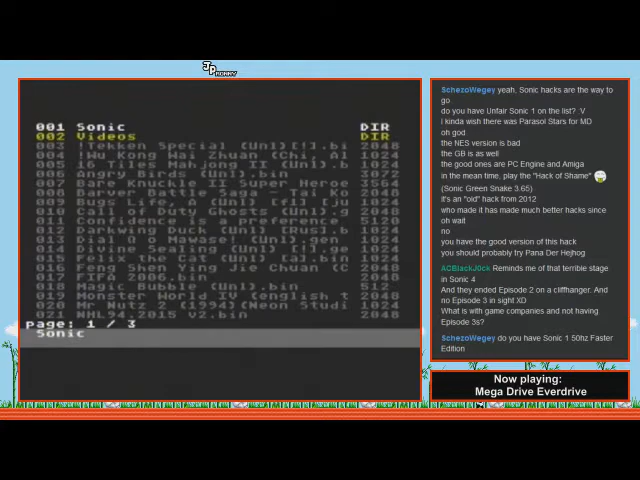 JP
RONNY
001 Sonic DIR
002 Videos DIR
003 !Tekken Special (Unl)[!].bi 2048
004 !Wu Kong Wai Zhuan (Chi, Al 1024
005 16 Tiles Mahjong II (Unl).b 1024
006 Angry Birds (Unl).bin 3072
007 Bare Knuckle II Super Heroe 3564
008 Barver Battle Saga - Tai Ko 2048
009 Bugs Life, A (Unl) [f1] [ju 1024
010 Call of Duty Ghosts (Unl).g 2048
011 Confidence is a preference 512
012 Darkwing Duck (Unl)[Rus].b 1024
013 Dial Q o Mawase! (Unl).gen 1024
014 Divine Sealing (Unl) [!].ge 1024
015 Felix the Cat (Unl) [a].bin 1024
016 Feng Shen Ying Jie Chuan (C 2048
017 FIFA 2006.bin 2048
018 Magic Bubble (Unl).bin 512
019 Monster World IV (english t 2048
020 Mr Nutz 2 (1994)(Neon Studi 1024
021 NHL94.2015 v2.bin 2048
page: 1 / 3
Sonic
SchezoWegey yeah, Sonic hacks are the way to
go
do you have Unfair Sonic 1 on the list? :V
I kinda wish there was Parasol Stars for MD
oh god
the NES version is bad
the GB is as well
the good ones are PC Engine and Amiga
in the mean time, play the "Hack of Shame"
(Sonic Green Snake 3.65)
it's an "old" hack from 2012
who made it has made much better hacks since
oh wait
no
you have the good version of this hack
you should probably try Pana Der Hejhog
ACBlackJ0ck Reminds me of that terrible stage
in Sonic 4
And they ended Episode 2 on a cliffhanger. And
no Episode 3 in sight XD
What is with game companies and not having
Episode 3s?
SchezoWegey do you have Sonic 1 50hz Faster
Edition
Now playing:
Mega Drive Everdrive